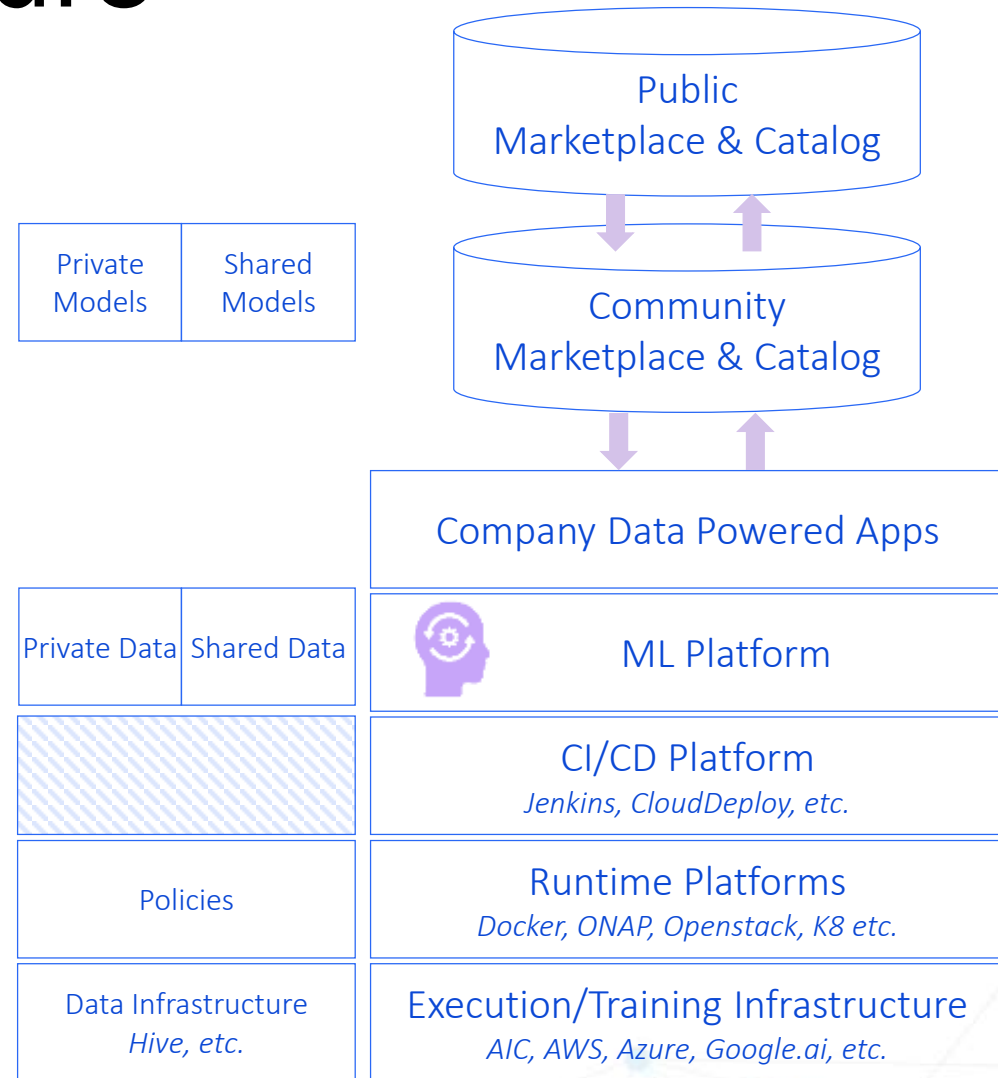 Public
Marketplace & Catalog
Private
Models
Shared
Models
Community
Marketplace & Catalog
Company Data Powered Apps
Private Data
Shared Data
ML Platform
CI/CD Platform
Jenkins, CloudDeploy, etc.
Policies
Runtime Platforms
Docker, ONAP, Openstack, K8 etc.
Data Infrastructure
Hive, etc.
Execution/Training Infrastructure
AIC, AWS, Azure, Google.ai, etc.